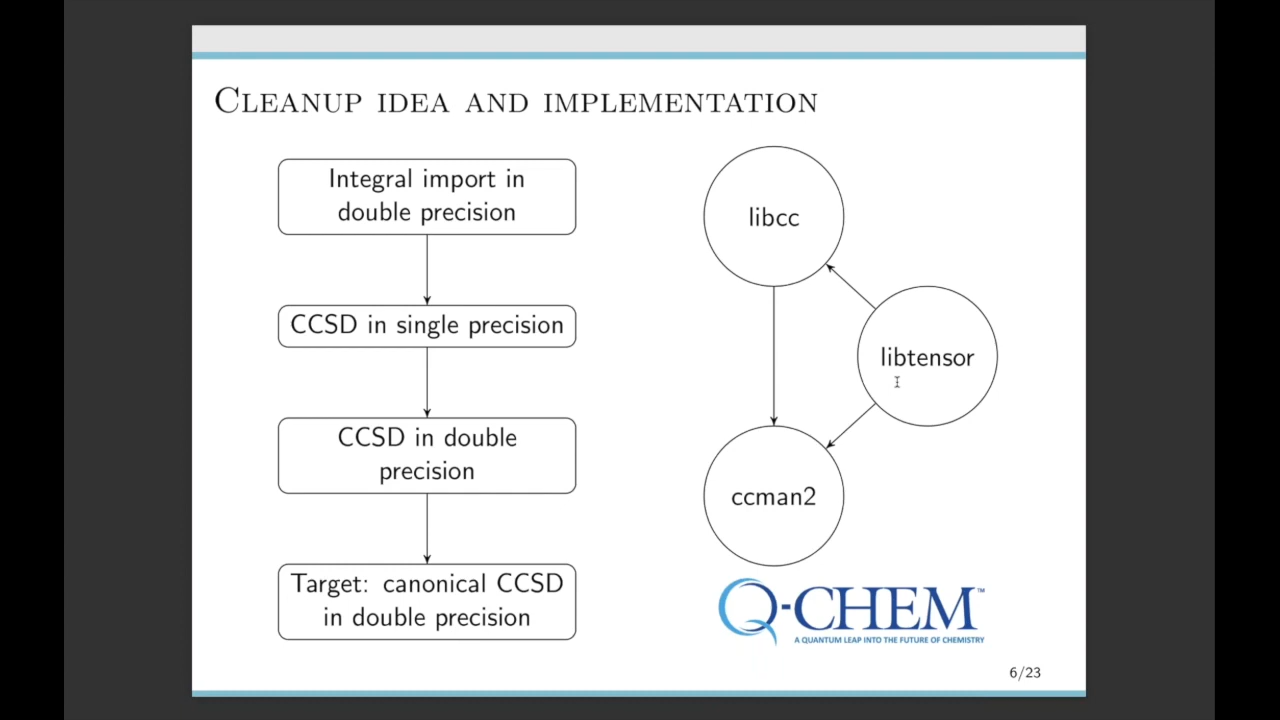 Cleanup idea and implementation
Integral import in
double precision
CCSD in single precision
CCSD in double
precision
Target: canonical CCSD
in double precision
libcc
libtensor
ccman2
Q-CHEM™
A QUANTUM LEAP INTO THE FUTURE OF CHEMISTRY
6/23